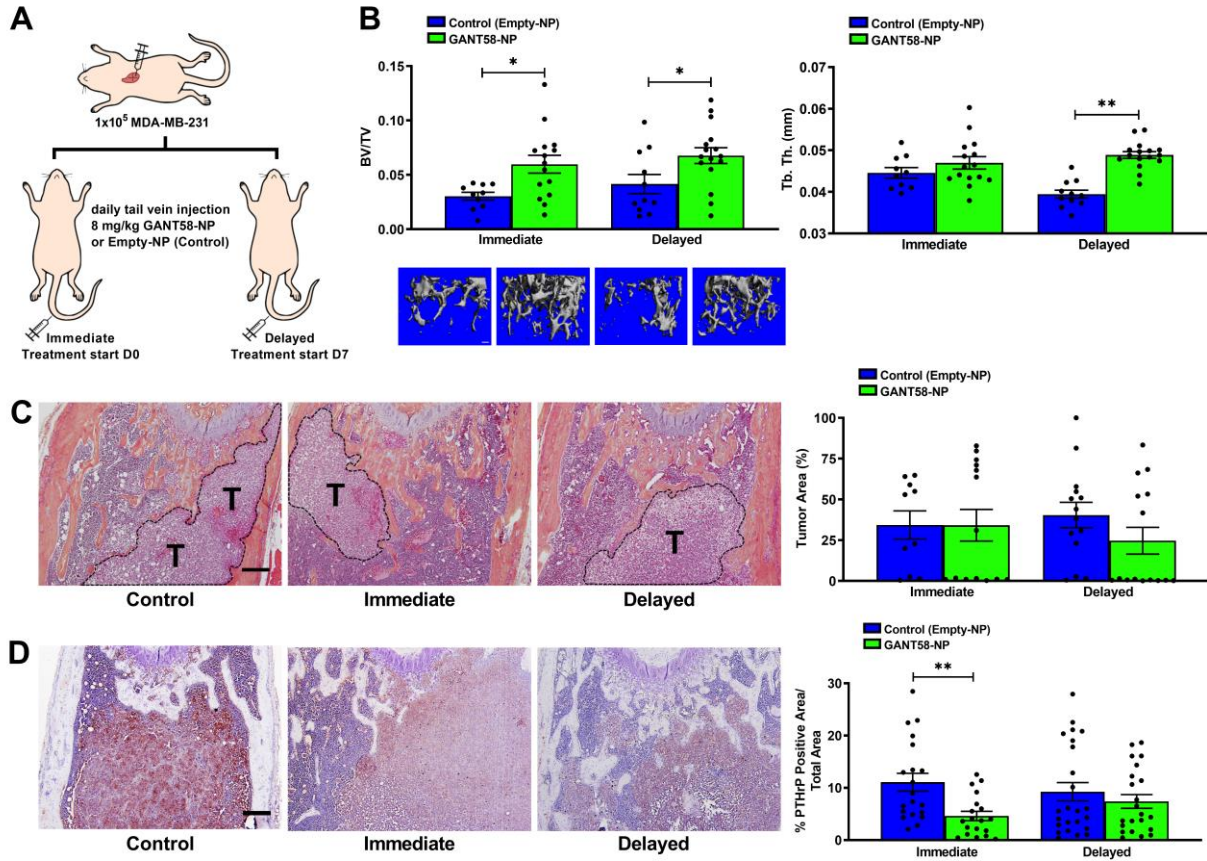 A
1x10⁵ MDA-MB-231
daily tail vein injection
8 mg/kg GANT58-NP
or Empty-NP (Control)
Immediate
Treatment start D0
Delayed
Treatment start D7
B
Control (Empty-NP)
GANT58-NP
BV/TV
0.15
0.10
0.05
0.00
*
*
Immediate
Delayed
Control (Empty-NP)
GANT58-NP
Tb. Th. (mm)
0.07
0.06
0.05
0.04
0.03
**
Immediate
Delayed
C
T
T
Control
T
Immediate
T
Delayed
Control (Empty-NP)
GANT58-NP
Tumor Area (%)
100
75
50
25
0
Immediate
Delayed
D
Control
Immediate
Delayed
Control (Empty-NP)
GANT58-NP
% PTHrP Positive Area/
Total Area
30
20
10
0
**
Immediate
Delayed